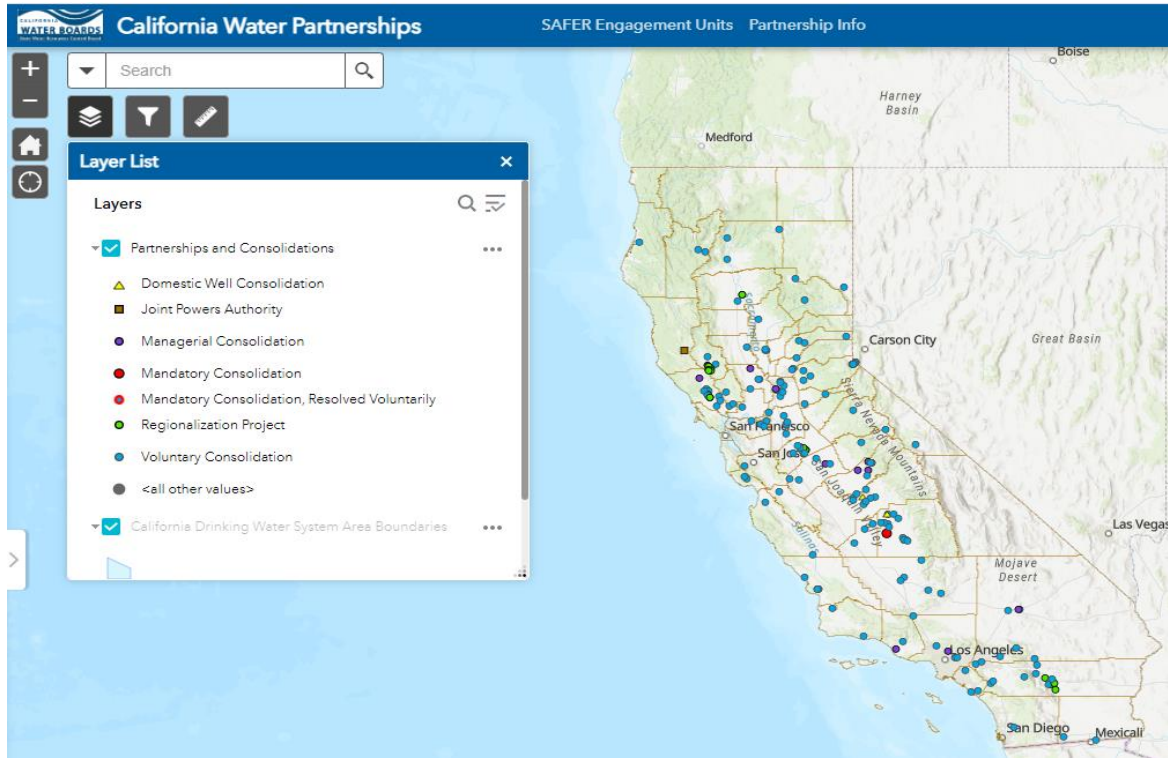 CALIFORNIA
WATER BOARDS
California Water Partnerships
SAFER Engagement Units
Partnership Info
+
Search
−
Layer List
×
Layers
Partnerships and Consolidations
Domestic Well Consolidation
Joint Powers Authority
Managerial Consolidation
Mandatory Consolidation
Mandatory Consolidation, Resolved Voluntarily
Regionalization Project
Voluntary Consolidation
<all other values>
California Drinking Water System Area Boundaries
Boise
Harney
Basin
Medford
Sacramento
Carson City
Great Basin
Sierra Nevada Mountains
San Francisco
San Jose
San Joaquin Valley
Salinas
Las Vegas
Mojave
Desert
Los Angeles
San Diego
Mexicali